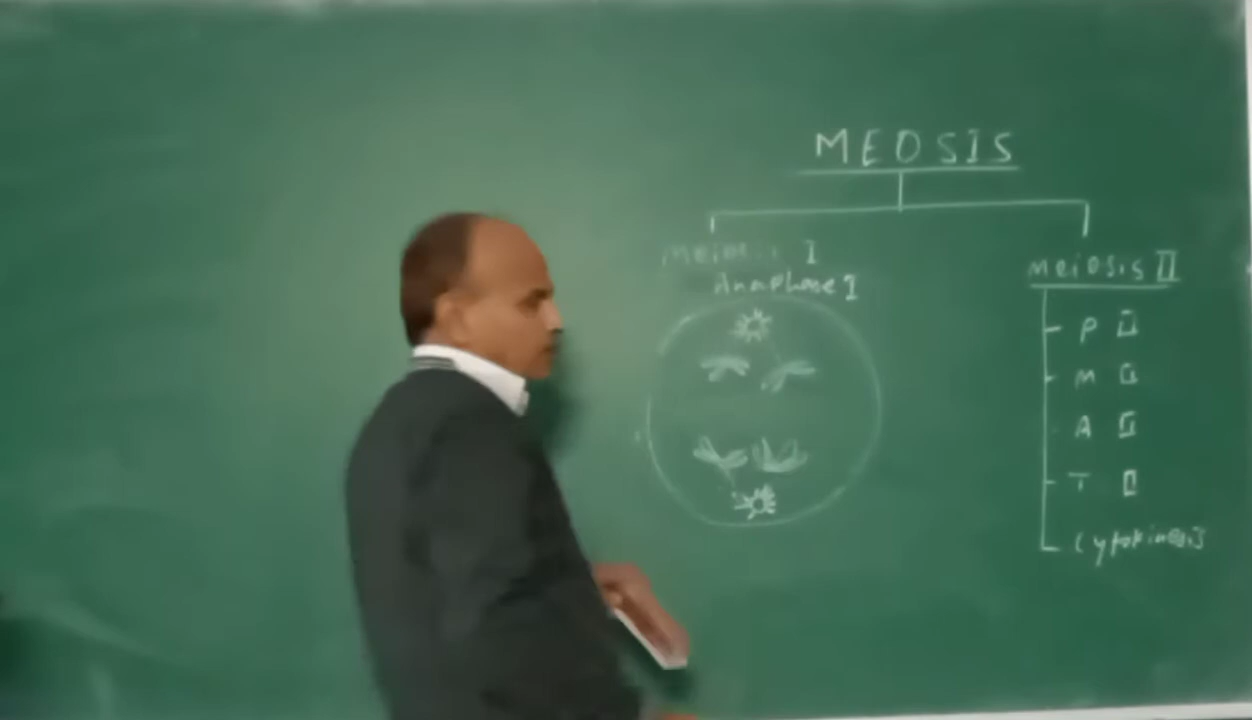 MEOSIS
meiosis I
Anaphase I
meiosis II
P II
M II
A II
T II
Cytokinesis